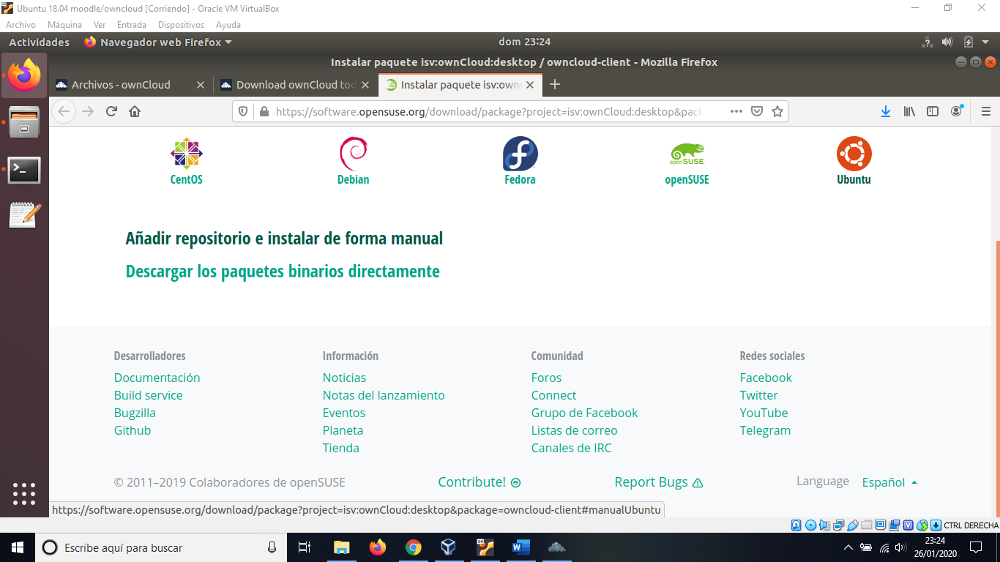 Ubuntu 18.04 moodle/owncloud [Corriendo] - Oracle VM VirtualBox
Archivo Máquina Ver Entrada Dispositivos Ayuda
Actividades Navegador web Firefox dom 23:24
Instalar paquete isv:ownCloud:desktop / owncloud-client - Mozilla Firefox
Archivos - ownCloud Download ownCloud tod Instalar paquete isv:own
https://software.opensuse.org/download/package?project=isv:ownCloud:desktop&pack
CentOS Debian Fedora openSUSE Ubuntu
Añadir repositorio e instalar de forma manual
Descargar los paquetes binarios directamente
Desarrolladores Información Comunidad Redes sociales
Documentación Noticias Foros Facebook
Build service Notas del lanzamiento Connect Twitter
Bugzilla Eventos Grupo de Facebook YouTube
Github Planeta Listas de correo Telegram
Tienda Canales de IRC
© 2011–2019 Colaboradores de openSUSE Contribute! Report Bugs Language Español
https://software.opensuse.org/download/package?project=isv:ownCloud:desktop&package=owncloud-client#manualUbuntu
CTRL DERECHA
Escribe aquí para buscar
23:24
26/01/2020